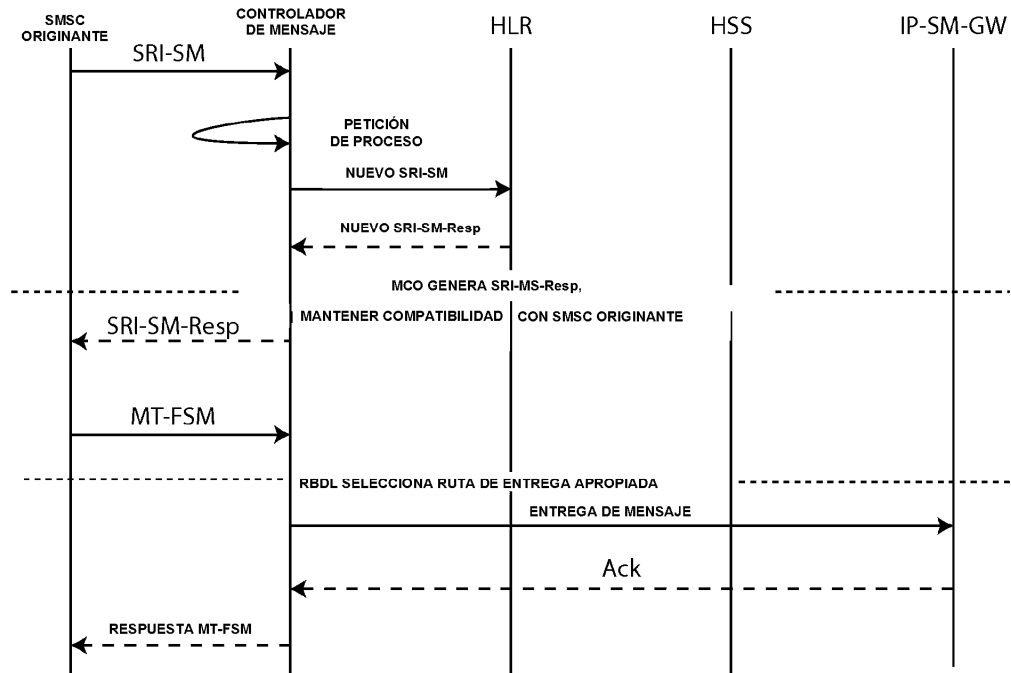 SMSC
ORIGINANTE
CONTROLADOR
DE MENSAJE
HLR
HSS
IP-SM-GW
SRI-SM
PETICIÓN
DE PROCESO
NUEVO SRI-SM
NUEVO SRI-SM-Resp
MCO GENERA SRI-MS-Resp,
MANTENER COMPATIBILIDAD CON SMSC ORIGINANTE
SRI-SM-Resp
MT-FSM
RBDL SELECCIONA RUTA DE ENTREGA APROPIADA
ENTREGA DE MENSAJE
Ack
RESPUESTA MT-FSM